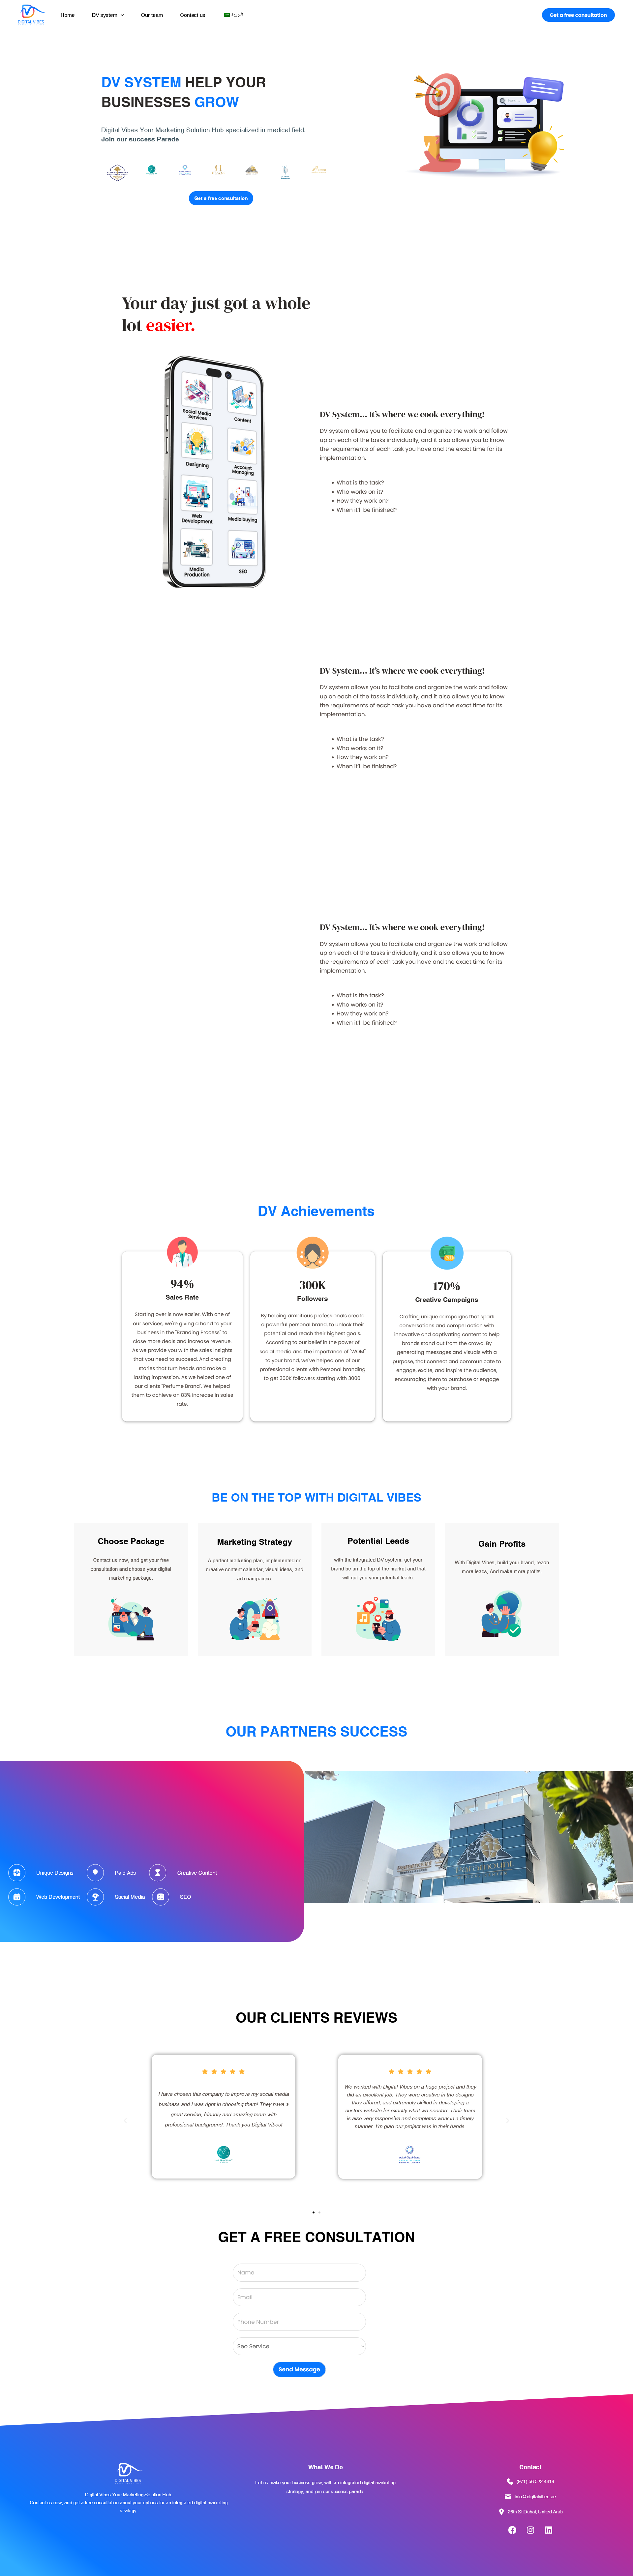 DIGITAL VIBES
Home
DV system
Our team
Contact us
العربية
Get a free consultation
DV SYSTEM HELP YOUR
BUSINESSES GROW
Digital Vibes Your Marketing Solution Hub specialized in medical field.
Join our success Parade
Get a free consultation
Your day just got a whole
lot easier.
Social Media
Services
Content
Designing
Account
Managing
Web
Development
Media buying
Media
Production
SEO
DV System... It's where we cook everything!
DV system allows you to facilitate and organize the work and follow
up on each of the tasks individually, and it also allows you to know
the requirements of each task you have and the exact time for its
implementation.
• What is the task?
• Who works on it?
• How they work on?
• When it'll be finished?
DV System... It's where we cook everything!
DV system allows you to facilitate and organize the work and follow
up on each of the tasks individually, and it also allows you to know
the requirements of each task you have and the exact time for its
implementation.
• What is the task?
• Who works on it?
• How they work on?
• When it'll be finished?
DV System... It's where we cook everything!
DV system allows you to facilitate and organize the work and follow
up on each of the tasks individually, and it also allows you to know
the requirements of each task you have and the exact time for its
implementation.
• What is the task?
• Who works on it?
• How they work on?
• When it'll be finished?
DV Achievements
94%
Sales Rate
Starting over is now easier. With one of
our services, we're giving a hand to your
business in the "Branding Process" to
close more deals and increase revenue.
As we provide you with the sales insights
that you need to succeed. And creating
stories that turn heads and make a
lasting impression. As we helped one of
our clients "Perfume Brand". We helped
them to achieve an 83% increase in sales
rate.
300K
Followers
By helping ambitious professionals create
a powerful personal brand, to unlock their
potential and reach their highest goals.
According to our belief in the power of
social media and the importance of "WOM"
to your brand, we've helped one of our
professional clients with Personal branding
to get 300K followers starting with 3000.
170%
Creative Campaigns
Crafting unique campaigns that spark
conversations and compel action with
innovative and captivating content to help
brands stand out from the crowd. By
generating messages and visuals with a
purpose, that connect and communicate to
engage, excite, and inspire the audience,
encouraging them to purchase or engage
with your brand.
BE ON THE TOP WITH DIGITAL VIBES
Choose Package
Contact us now, and get your free
consultation and choose your digital
marketing package.
Marketing Strategy
A perfect marketing plan, implemented on
creative content calendar, visual Ideas, and
ads campaigns.
Potential Leads
with the integrated DV system, get your
brand be on the top of the market and that
will get you your potential leads.
Gain Profits
With Digital Vibes, build your brand, reach
more leads, And make more profits.
OUR PARTNERS SUCCESS
Unique Designs
Paid Ads
Creative Content
Web Development
Social Media
SEO
OUR CLIENTS REVIEWS
I have chosen this company to improve my social media
business and I was right in choosing them!! They have a
great service, friendly and amazing team with
professional background. Thank you Digital Vibes!
We worked with Digital Vibes on a huge project and they
did an excellent job. They were creative in the designs
they offered, and extremely skilled in developing a
custom website for exactly what we needed. Their team
is also very responsive and completes work in a timely
manner. I'm glad our project was in their hands.
GET A FREE CONSULTATION
Name
Email
Phone Number
Seo Service
Send Message
DIGITAL VIBES
Digital Vibes Your Marketing Solution Hub.
Contact us now, and get a free consultation about your options for an integrated digital marketing
strategy.
What We Do
Let us make your business grow, with an integrated digital marketing
strategy, and join our success parade
Contact
(971) 56 522 4414
info@digitalvibes.ae
26th St.Dubai, United Arab